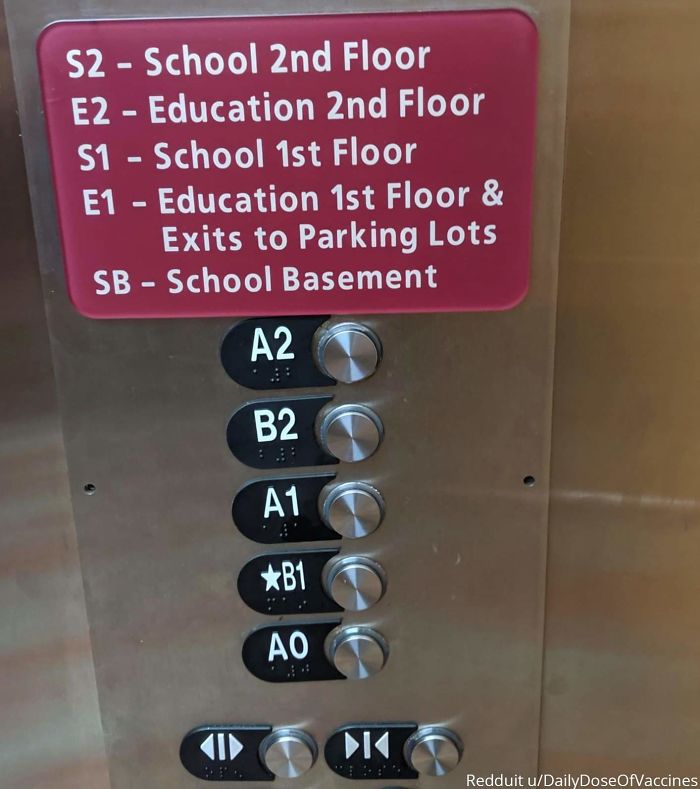 S2 – School 2nd Floor
E2 – Education 2nd Floor
S1 – School 1st Floor
E1 – Education 1st Floor &
Exits to Parking Lots
SB – School Basement
A2
B2
A1
★B1
A0
Redduit u/DailyDoseOfVaccines